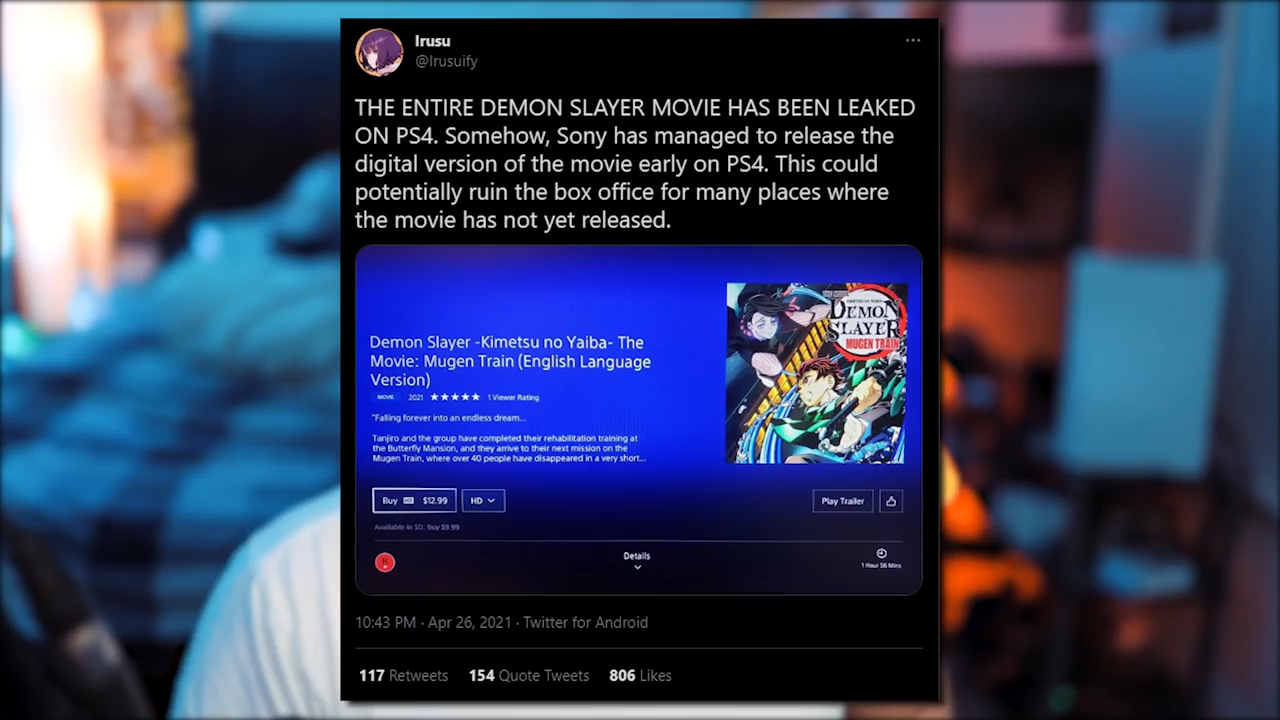 Irusu
@Irusuify
THE ENTIRE DEMON SLAYER MOVIE HAS BEEN LEAKED
ON PS4. Somehow, Sony has managed to release the
digital version of the movie early on PS4. This could
potentially ruin the box office for many places where
the movie has not yet released.
Demon Slayer -Kimetsu no Yaiba- The
Movie: Mugen Train (English Language
Version)
MOVIE 2021 ★★★★★ 1 Viewer Rating
"Falling forever into an endless dream...
Tanjiro and the group have completed their rehabilitation training at
the Butterfly Mansion, and they arrive to their next mission on the
Mugen Train, where over 40 people have disappeared in a very short...
KIMETSU NO YAIBA
DEMON
SLAYER
MUGEN TRAIN
Buy HD $12.99
HD
Play Trailer
Available in SD: Buy $9.99
R
Details
1 Hour 56 Mins
10:43 PM · Apr 26, 2021 · Twitter for Android
117 Retweets 154 Quote Tweets 806 Likes